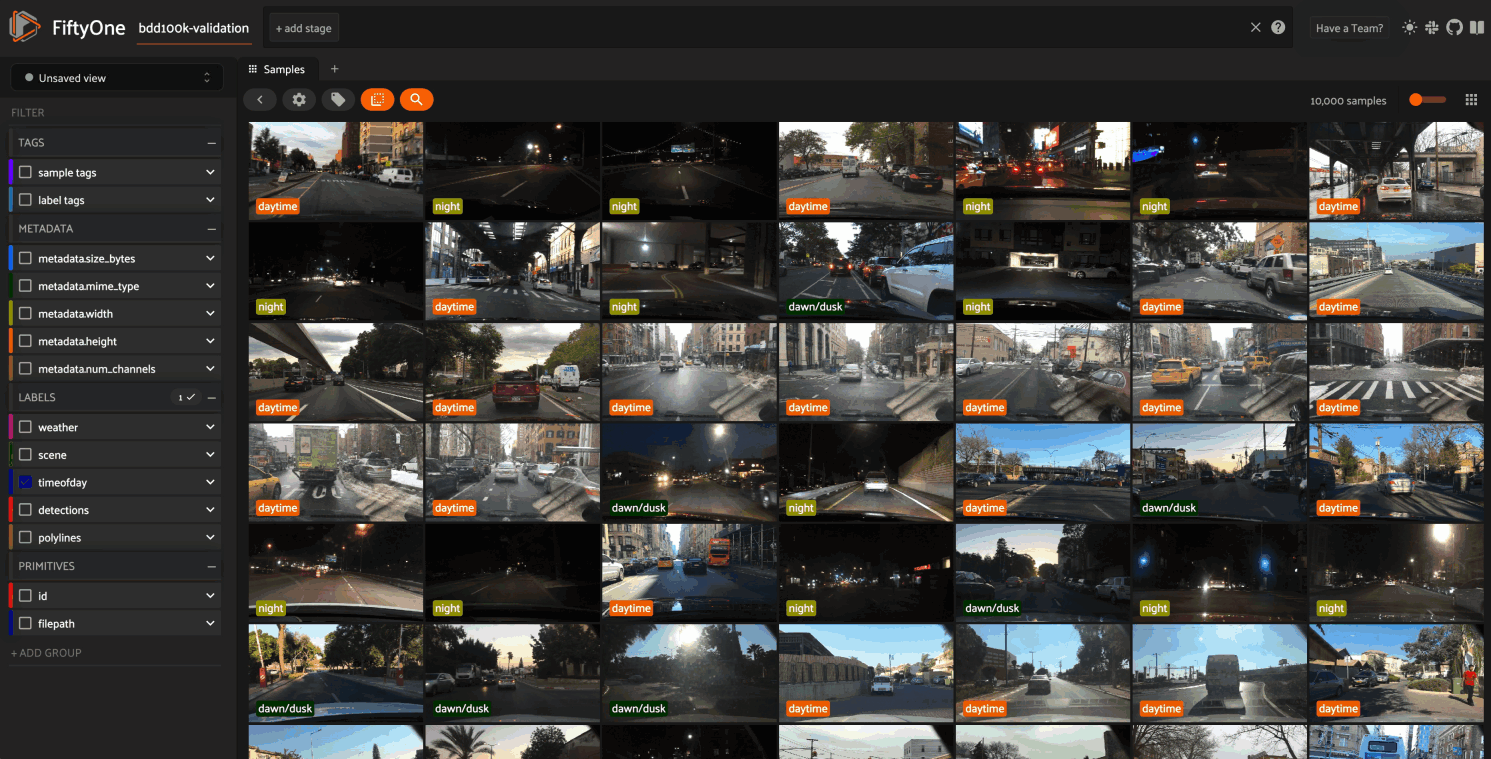 FiftyOne
bdd100k-validation
+ add stage
Have a Team?
Unsaved view
Samples
+
10,000 samples
FILTER
TAGS
sample tags
label tags
METADATA
metadata.size_bytes
metadata.mime_type
metadata.width
metadata.height
metadata.num_channels
LABELS
1
weather
scene
timeofday
detections
polylines
PRIMITIVES
id
filepath
+ ADD GROUP
daytime
night
night
daytime
night
night
daytime
night
daytime
night
dawn/dusk
night
daytime
daytime
daytime
daytime
daytime
daytime
daytime
daytime
daytime
daytime
daytime
dawn/dusk
night
daytime
dawn/dusk
daytime
night
night
daytime
night
dawn/dusk
night
night
dawn/dusk
dawn/dusk
dawn/dusk
daytime
daytime
daytime
daytime